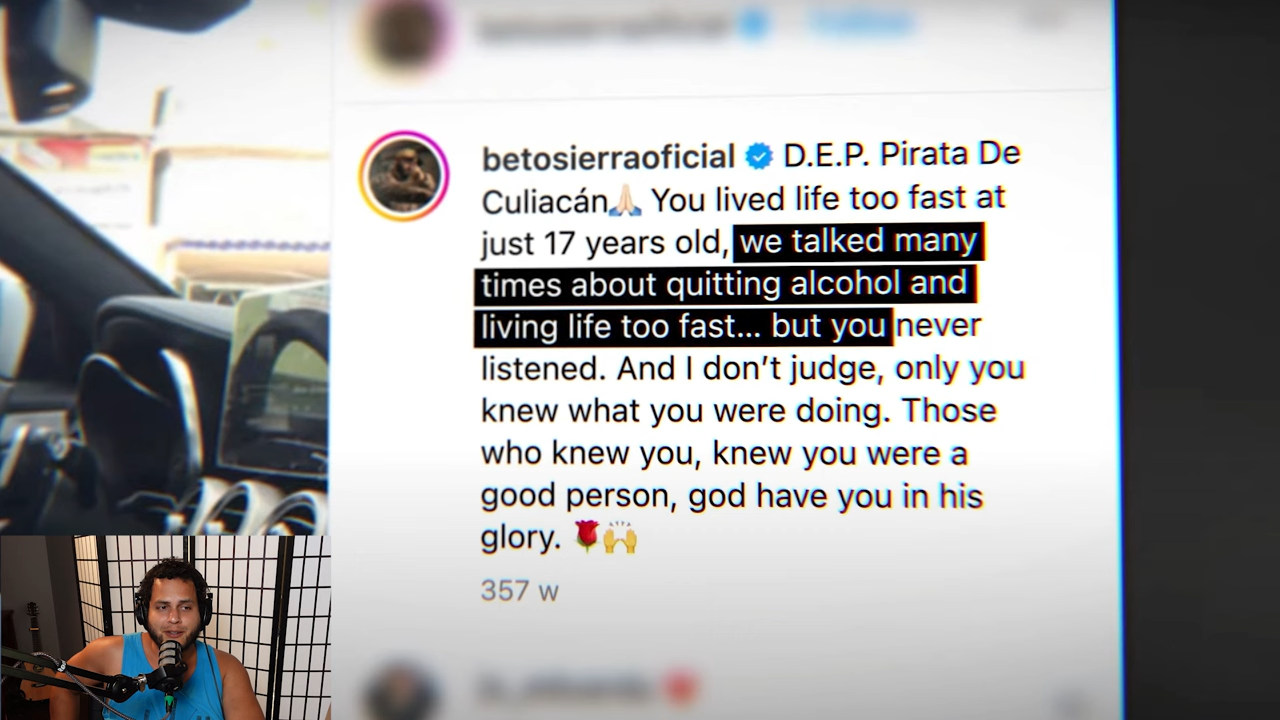 betosierraoficial D.E.P. Pirata De
Culiacán🙏🏻 You lived life too fast at
just 17 years old, we talked many
times about quitting alcohol and
living life too fast... but you never
listened. And I don’t judge, only you
knew what you were doing. Those
who knew you, knew you were a
good person, god have you in his
glory. 🌹🙌
357 w